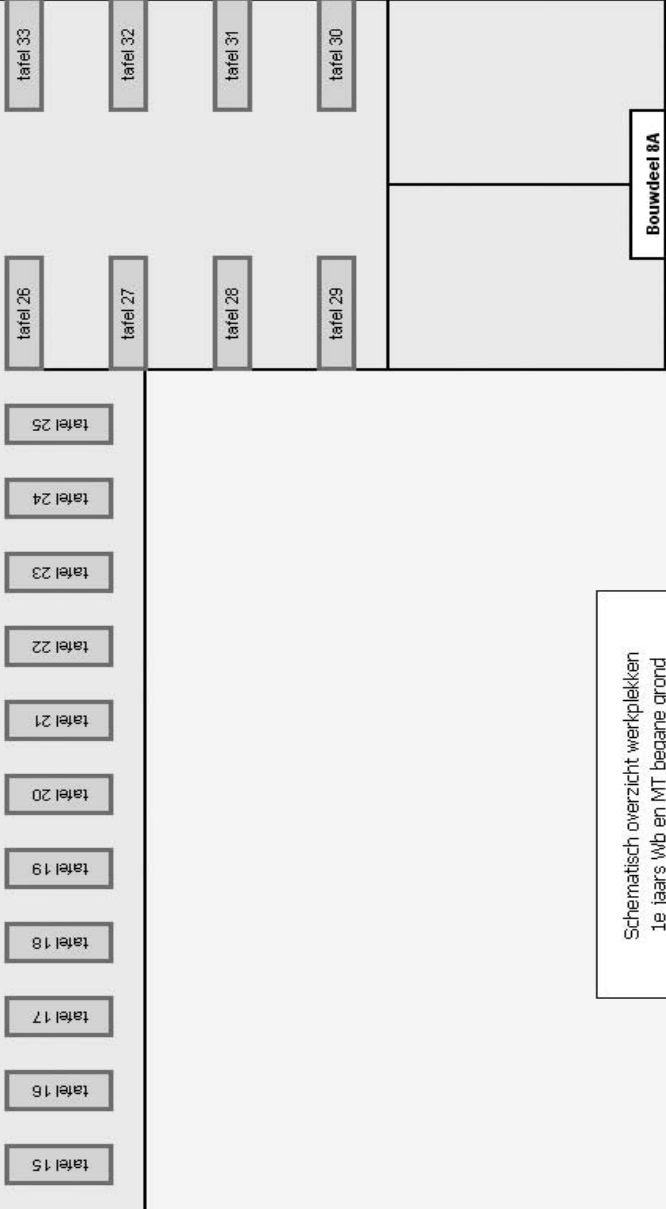 tafel 33
tafel 32
tafel 31
tafel 30
Bouwdeel 8A
tafel 26
tafel 27
tafel 28
tafel 29
tafel 25
tafel 24
tafel 23
tafel 22
tafel 21
tafel 20
tafel 19
tafel 18
tafel 17
tafel 16
tafel 15
Schematisch overzicht werkplekken
1e jaars Wb en MT begane grond